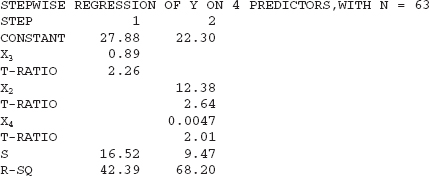 STEPWISE REGRESSION OF Y ON 4 PREDICTORS,WITH N = 63
STEP 1 2
CONSTANT 27.88 22.30
X₃ 0.89
T-RATIO 2.26
X₂ 12.38
T-RATIO 2.64
X₄ 0.0047
T-RATIO 2.01
S 16.52 9.47
R-SQ 42.39 68.20